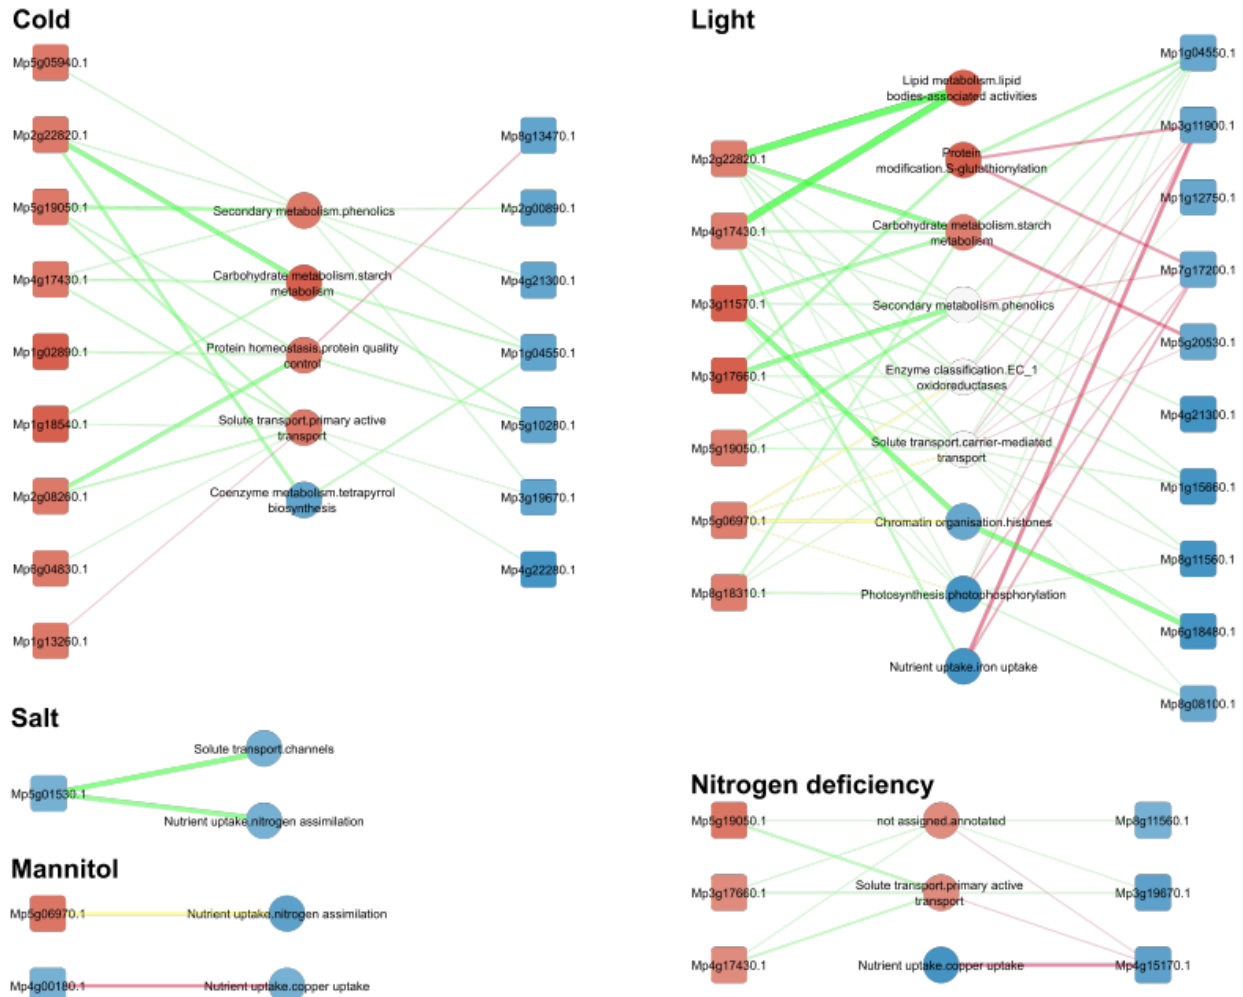 Cold
Mp5g05940.1
Mp2g22820.1
Mp5g19050.1
Mp4g17430.1
Mp1g02890.1
Mp1g18540.1
Mp2g08260.1
Mp6g04830.1
Mp1g13260.1
Secondary metabolism.phenolics
Carbohydrate metabolism.starch
metabolism
Protein homeostasis.protein quality
control
Solute transport.primary active
transport
Coenzyme metabolism.tetrapyrrol
biosynthesis
Mp8g13470.1
Mp2g00890.1
Mp4g21300.1
Mp1g04550.1
Mp5g10280.1
Mp3g19670.1
Mp4g22280.1
Light
Mp2g22820.1
Mp4g17430.1
Mp3g11570.1
Mp3g17660.1
Mp5g19050.1
Mp5g06970.1
Mp8g18310.1
Lipid metabolism.lipid
bodies-associated activities
Protein
modification.S-glutathionylation
Carbohydrate metabolism.starch
metabolism
Secondary metabolism.phenolics
Enzyme classification.EC_1
oxidoreductases
Solute transport.carrier-mediated
transport
Chromatin organisation.histones
Photosynthesis.photophosphorylation
Nutrient uptake.iron uptake
Mp1g04550.1
Mp3g11900.1
Mp1g12750.1
Mp7g17200.1
Mp5g20530.1
Mp4g21300.1
Mp1g15660.1
Mp8g11560.1
Mp6g18480.1
Mp8g08100.1
Salt
Mp5g01530.1
Solute transport.channels
Nutrient uptake.nitrogen assimilation
Mannitol
Mp5g06970.1
Nutrient uptake.nitrogen assimilation
Mp4g00180.1
Nutrient uptake.copper uptake
Nitrogen deficiency
Mp5g19050.1
Mp3g17660.1
Mp4g17430.1
not assigned.annotated
Solute transport.primary active
transport
Nutrient uptake.copper uptake
Mp8g11560.1
Mp3g19670.1
Mp4g15170.1